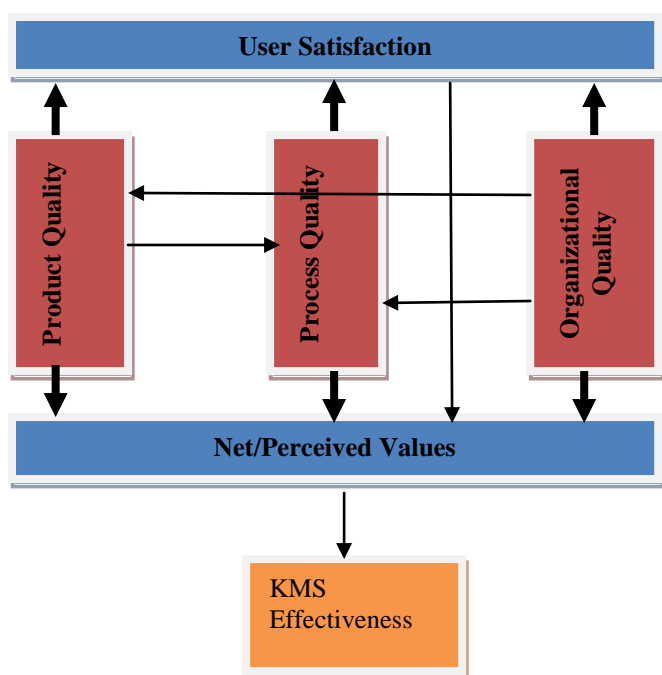 User Satisfaction
Product Quality
Process Quality
Organizational
Quality
Net/Perceived Values
KMS
Effectiveness